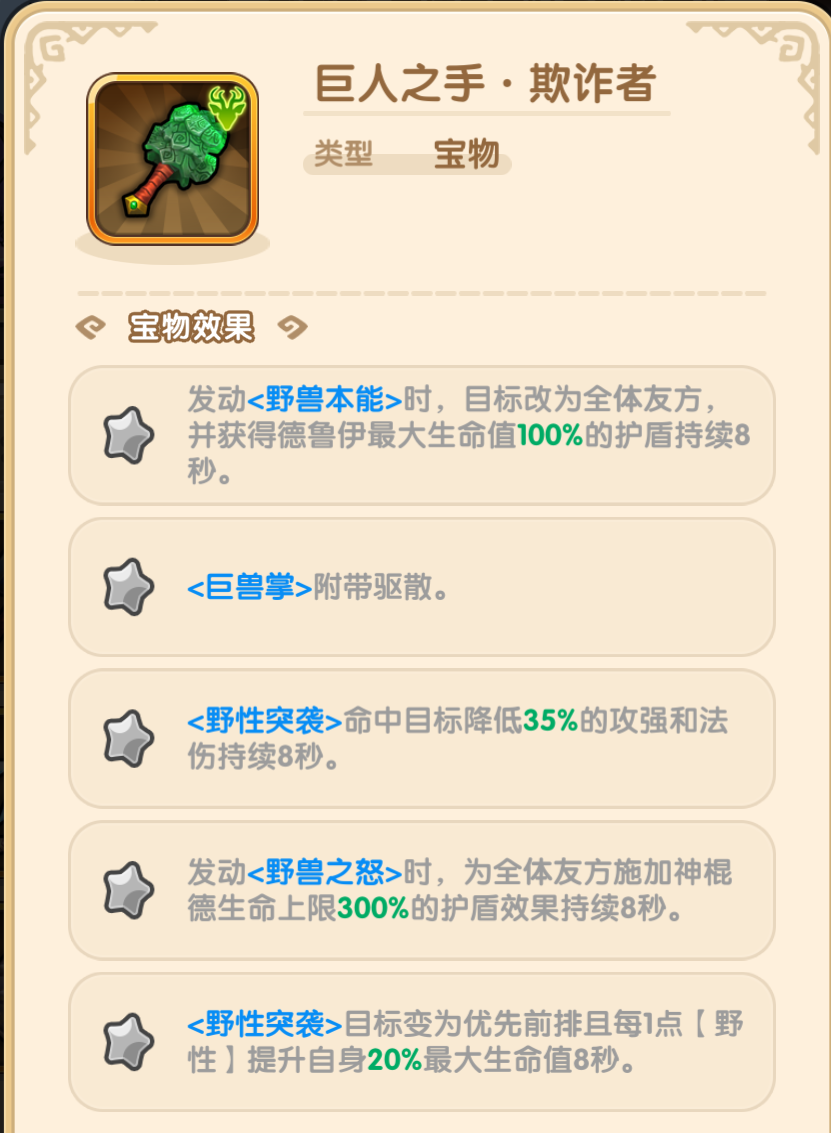 巨人之手·欺诈者
类型 宝物
宝物效果
发动<野兽本能>时，目标改为全体友方，
并获得德鲁伊最大生命值100%的护盾持续8
秒。
<巨兽掌>附带驱散。
<野性突袭>命中目标降低35%的攻强和法
伤持续8秒。
发动<野兽之怒>时，为全体友方施加神棍
德生命上限300%的护盾效果持续8秒。
<野性突袭>目标变为优先前排且每1点【野
性】提升自身20%最大生命值8秒。